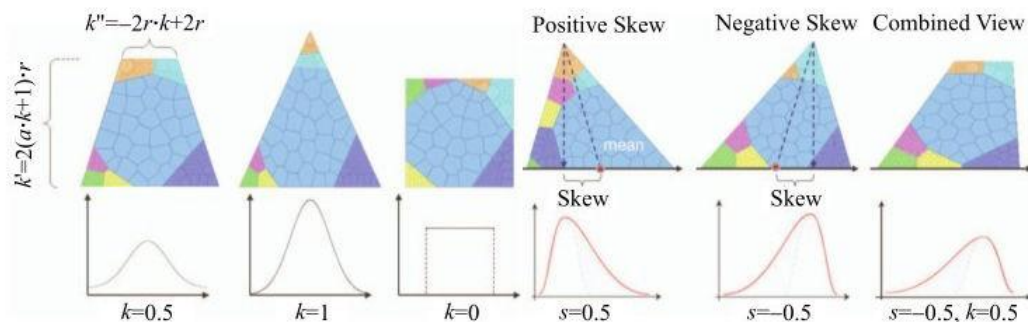 k″=−2r·k+2r
Positive Skew
Negative Skew
Combined View
k'=2(a·k+1)·r
mean
Skew
Skew
k=0.5
k=1
k=0
s=0.5
s=−0.5
s=−0.5, k=0.5